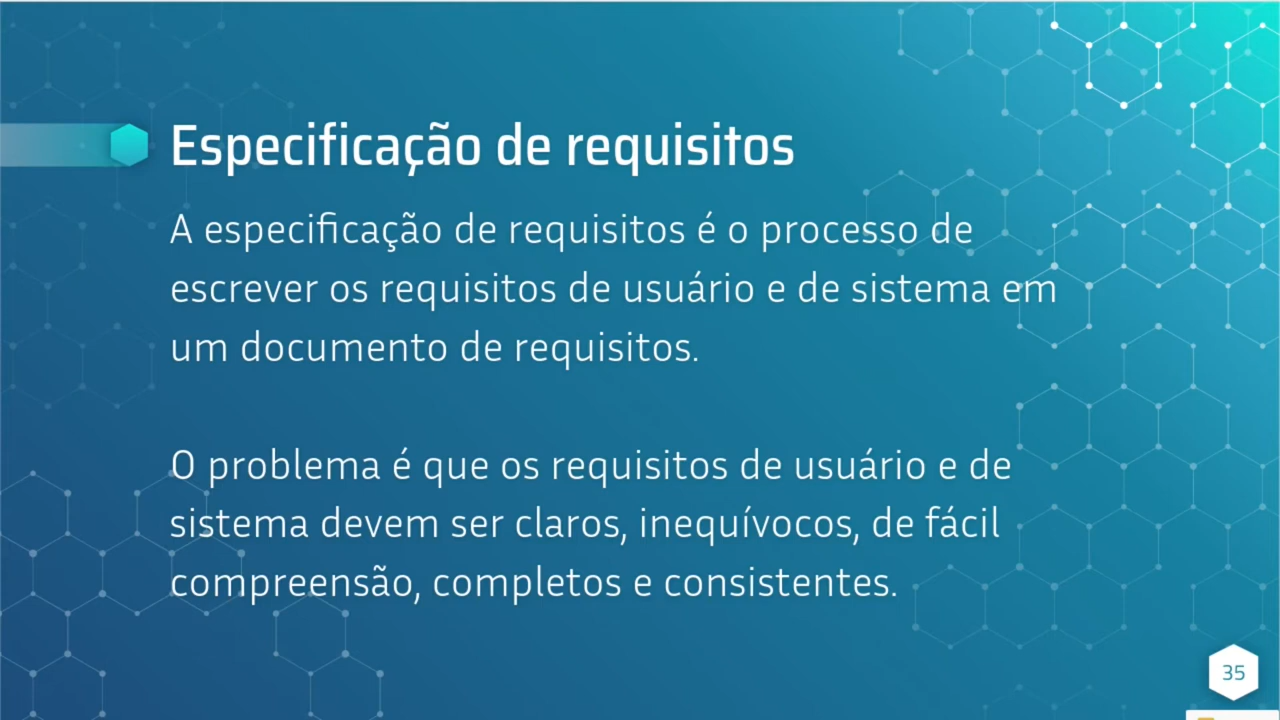 Especificação de requisitos
A especificação de requisitos é o processo de
escrever os requisitos de usuário e de sistema em
um documento de requisitos.
O problema é que os requisitos de usuário e de
sistema devem ser claros, inequívocos, de fácil
compreensão, completos e consistentes.
35